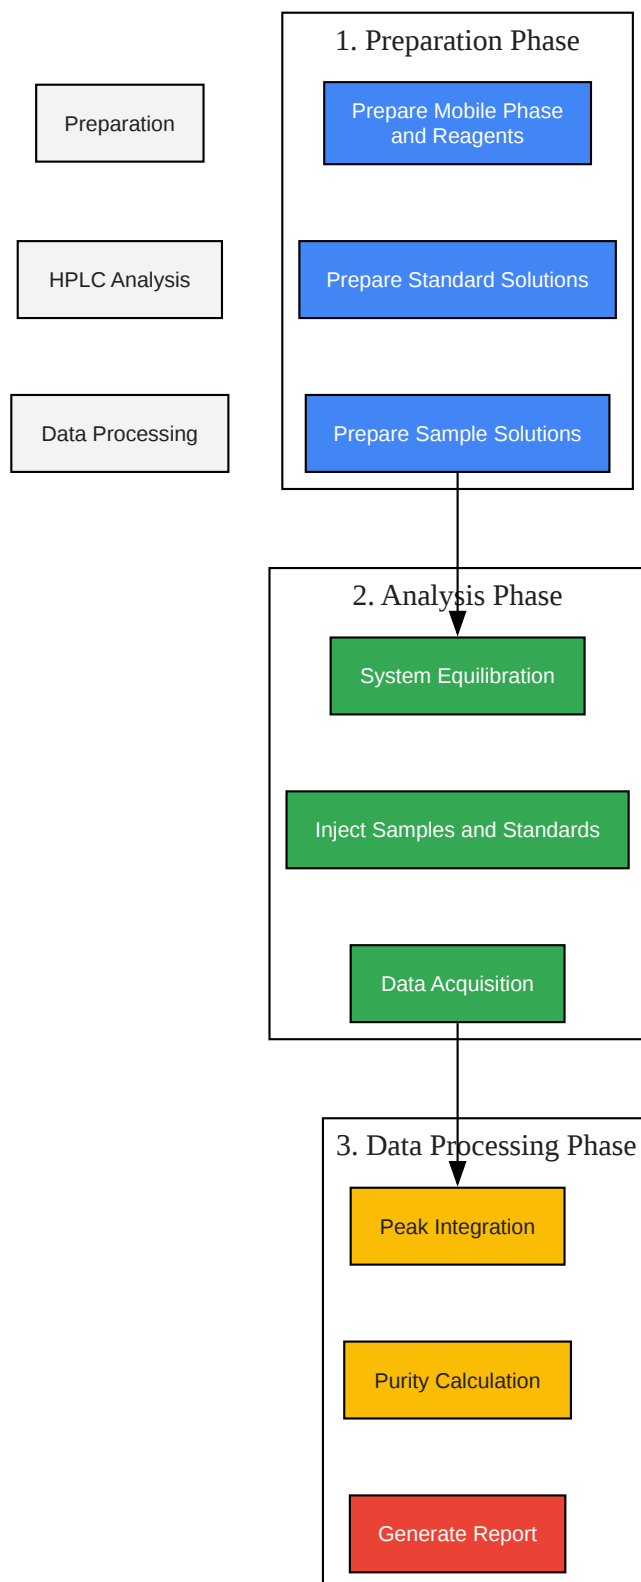 1. Preparation Phase
Preparation
Prepare Mobile Phase
and Reagents
HPLC Analysis
Prepare Standard Solutions
Data Processing
Prepare Sample Solutions
2. Analysis Phase
System Equilibration
Inject Samples and Standards
Data Acquisition
3. Data Processing Phase
Peak Integration
Purity Calculation
Generate Report